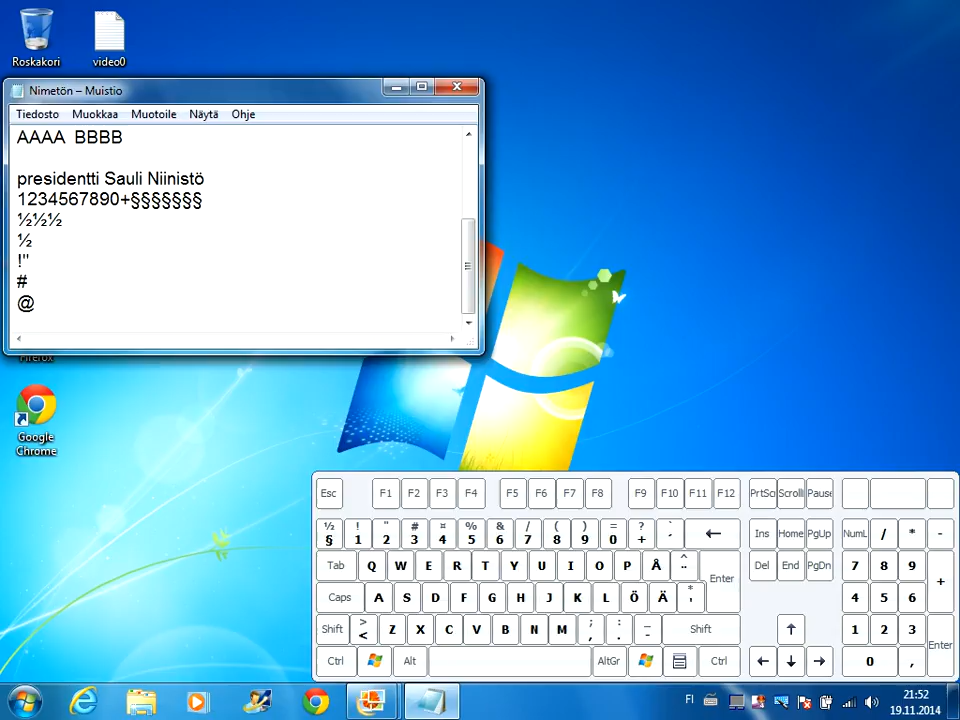 Roskakori
video0
Nimetön – Muistio
Tiedosto Muokkaa Muotoile Näytä Ohje
AAAA BBBB
presidentti Sauli Niinistö
1234567890+§§§§§§§
½½½
½
!"
#
@
Firefox
Google
Chrome
Esc F1 F2 F3 F4 F5 F6 F7 F8 F9 F10 F11 F12 PrtSc Scroll Pause
½ ! " # ¤ % & / ( ) = ? `
§ 1 2 3 4 5 6 7 8 9 0 + ´ ← Ins Home PgUp NumL / * -
Tab Q W E R T Y U I O P Å ^ ¨ Enter Del End PgDn 7 8 9 +
Caps A S D F G H J K L Ö Ä * ' 4 5 6
Shift > < Z X C V B N M ; , : . _ - Shift ↑ 1 2 3 Enter
Ctrl Alt AltGr Ctrl ← ↓ → 0 ,
FI
21:52
19.11.2014